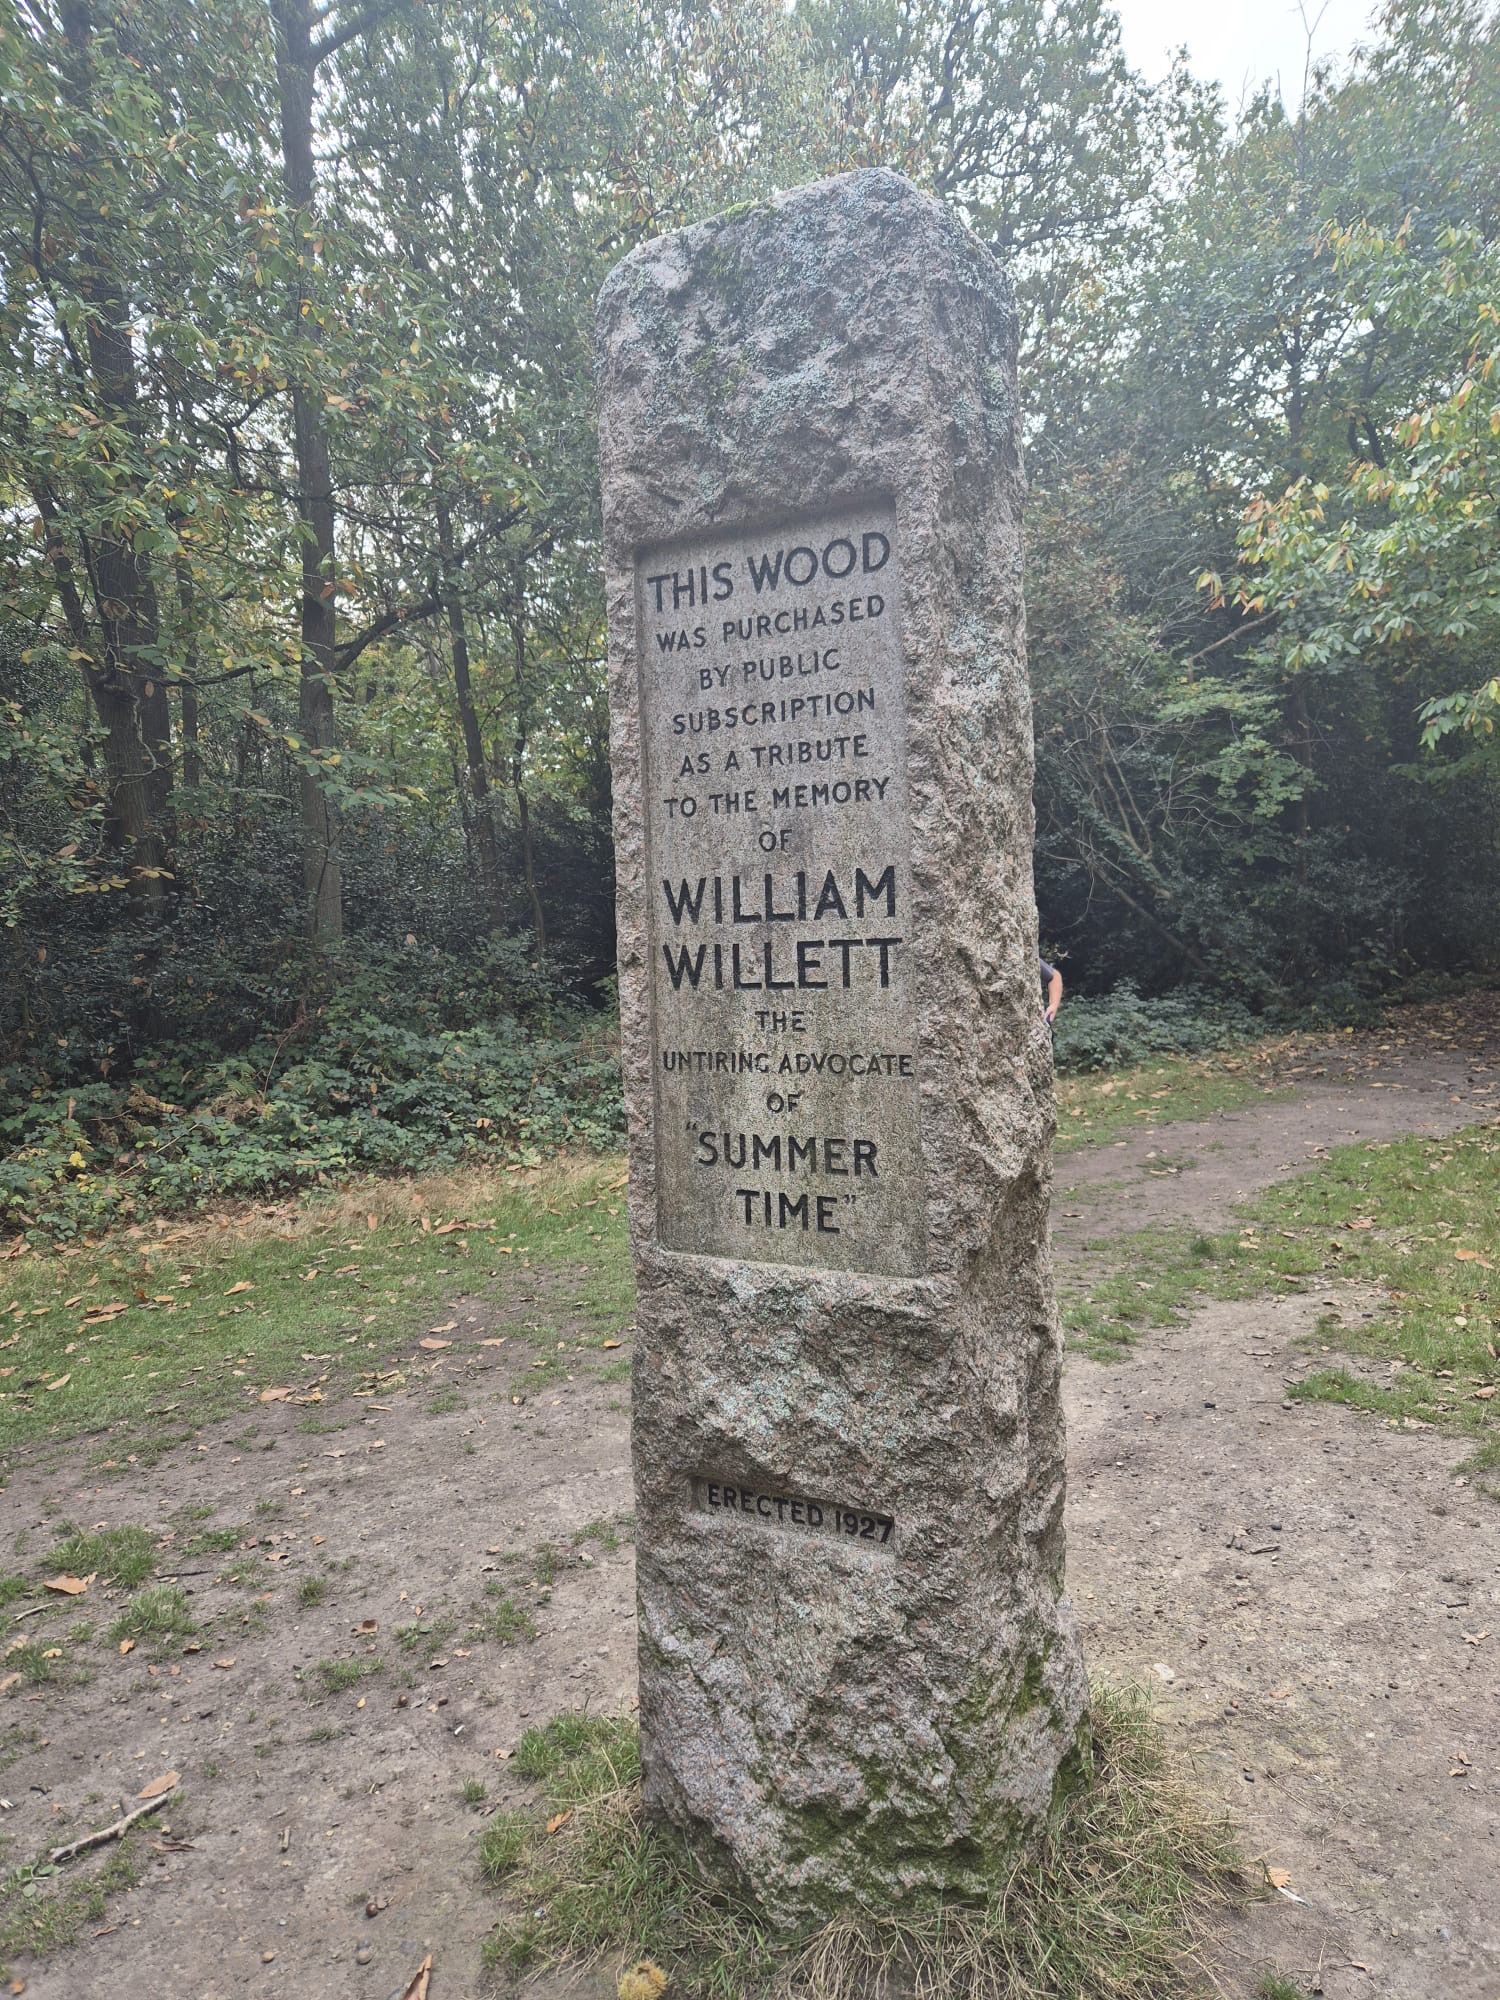 THIS WOOD
WAS PURCHASED
BY PUBLIC
SUBSCRIPTION
AS A TRIBUTE
TO THE MEMORY
OF
WILLIAM
WILLETT
THE
UNTIRING ADVOCATE
OF
"SUMMER
TIME"
ERECTED 1927